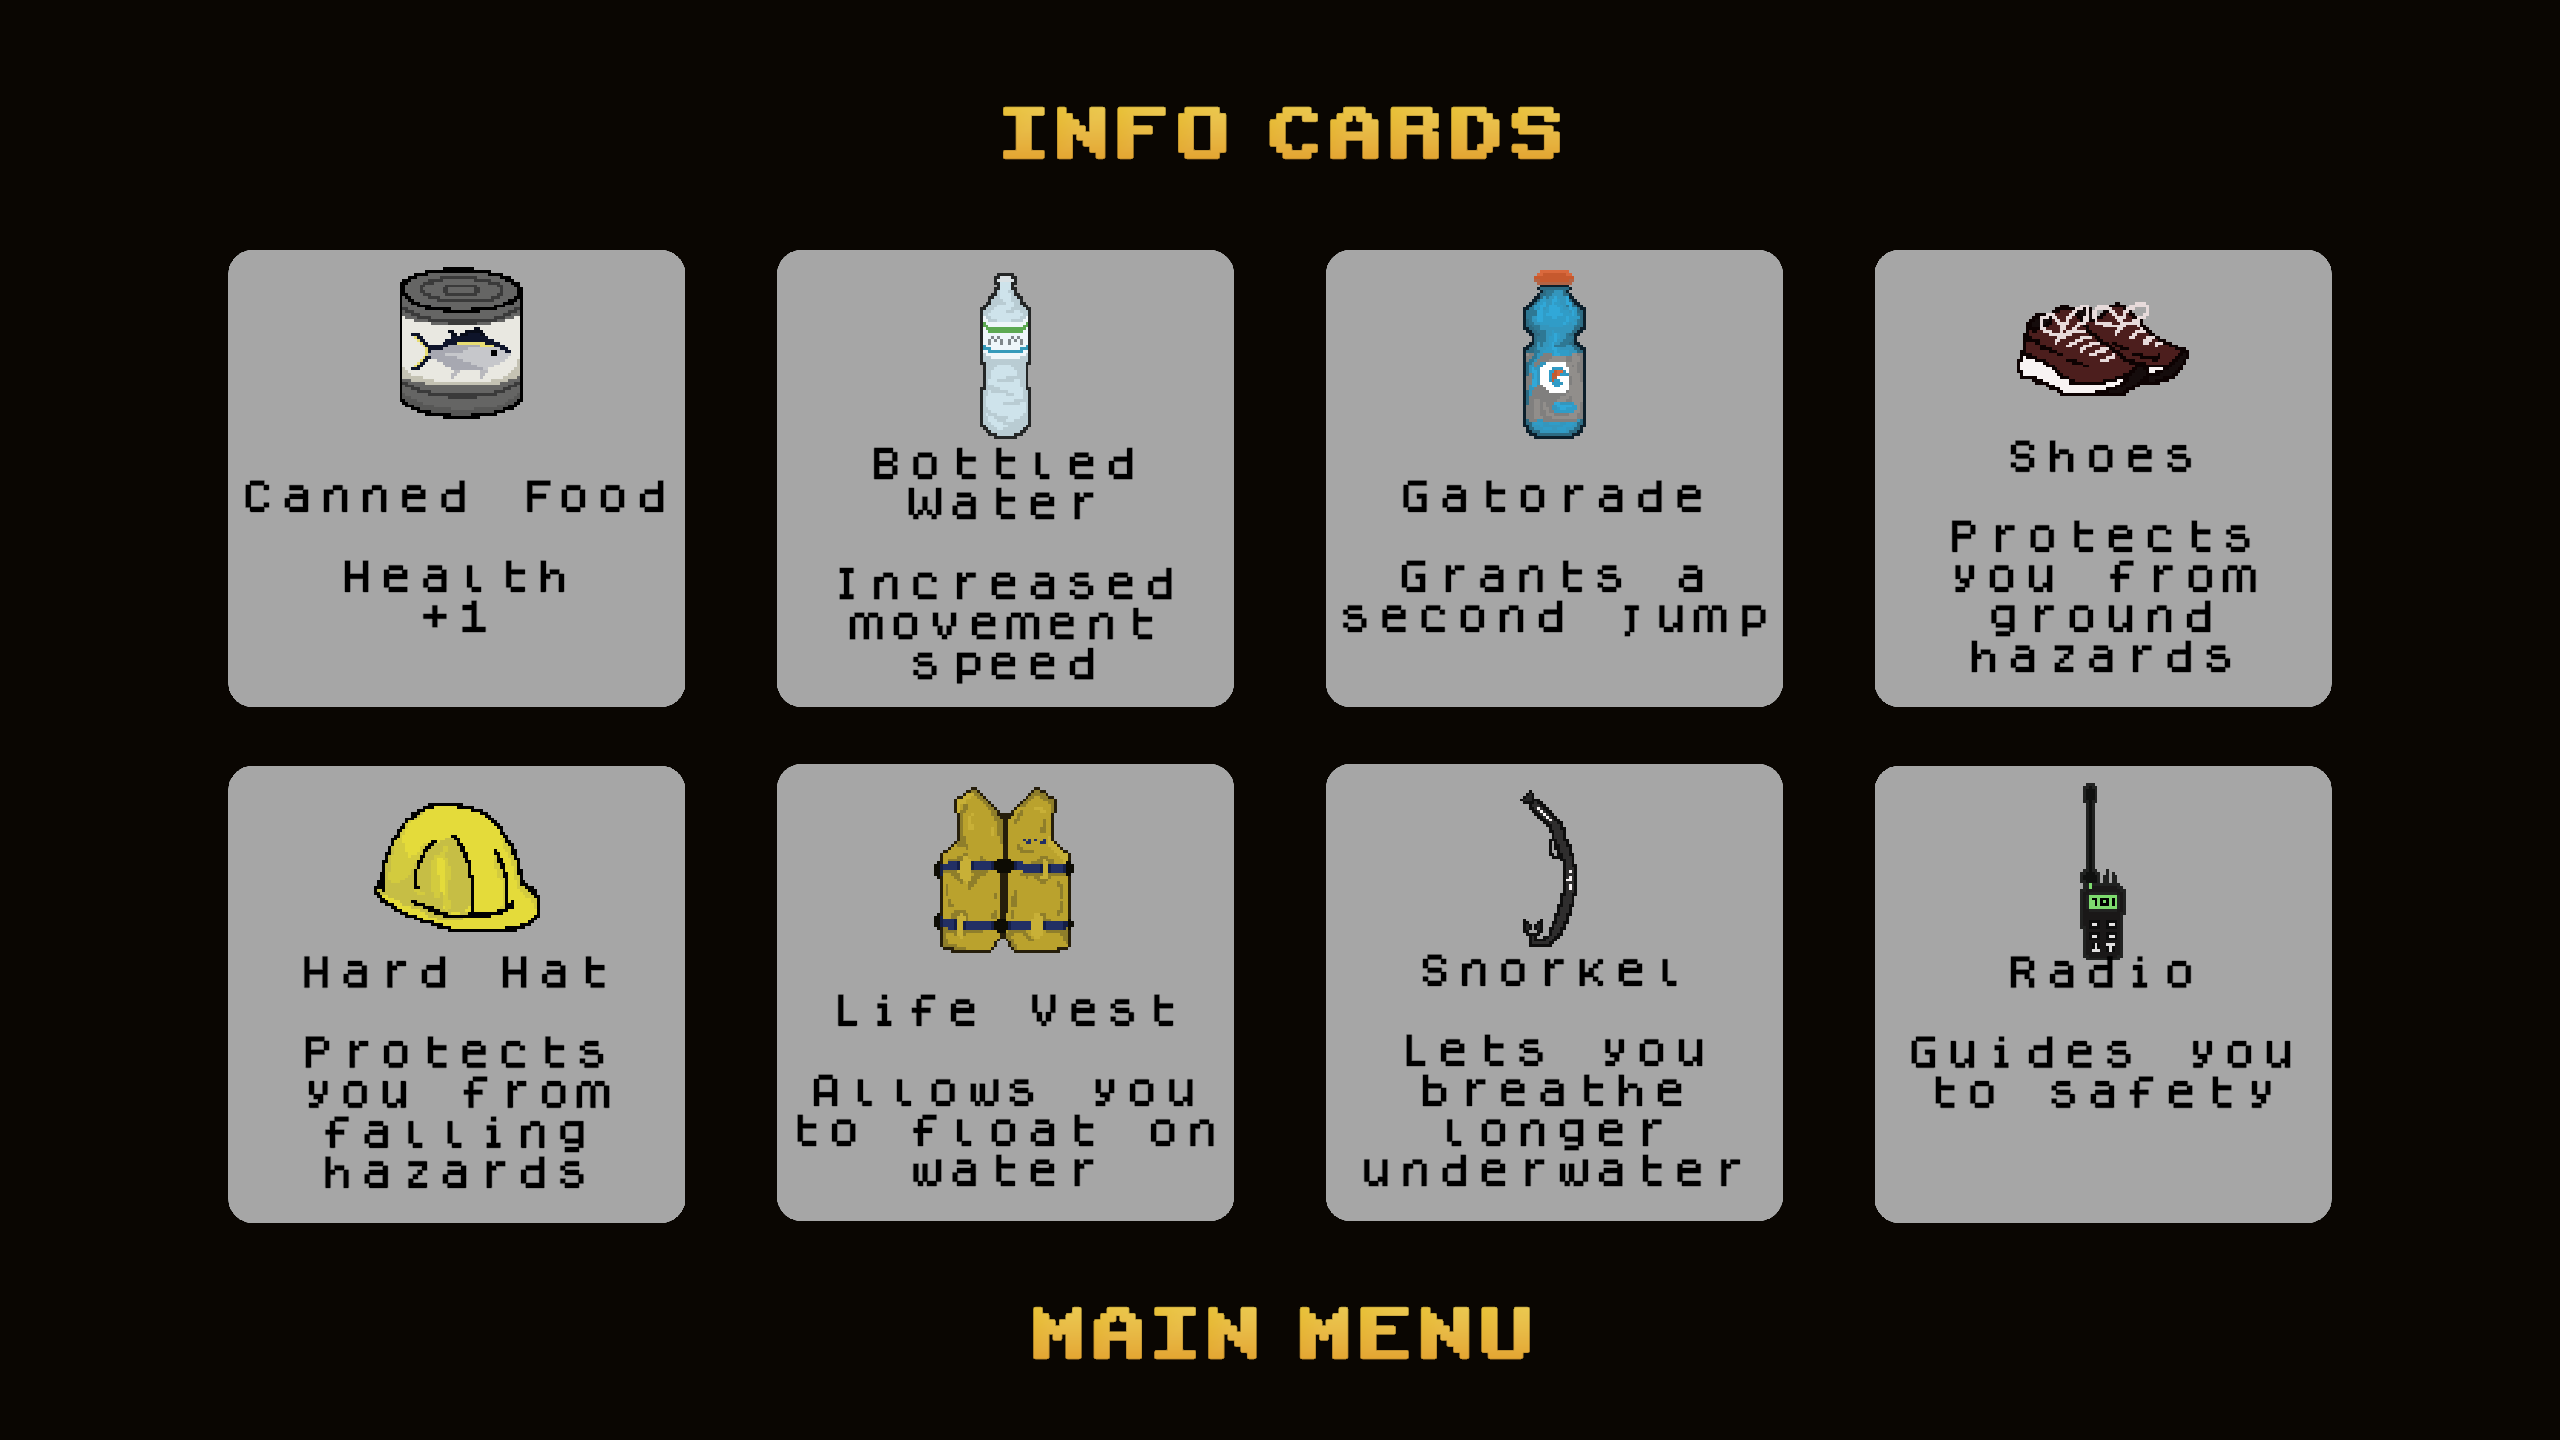 INFO CARDS
Canned Food
Health
+1
Bottled
Water
Increased
movement
speed
G
Gatorade
Grants a
second jump
Shoes
Protects
you from
ground
hazards
Hard Hat
Protects
you from
falling
hazards
Life Vest
Allows you
to float on
water
Snorkel
Lets you
breathe
longer
underwater
101
Radio
Guides you
to safety
MAIN MENU